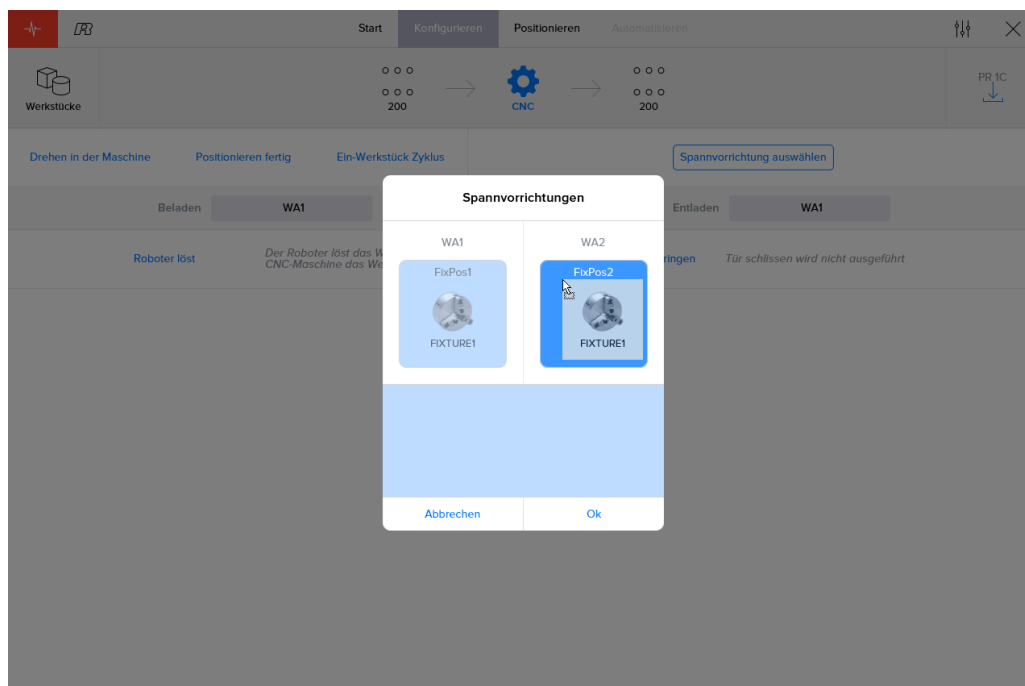 Start
Konfigurieren
Positionieren
Automatisieren
Werkstücke
200
CNC
200
PR 1C
Drehen in der Maschine
Positionieren fertig
Ein-Werkstück Zyklus
Spannvorrichtung auswählen
Beladen
WA1
Entladen
WA1
Roboter löst
Der Roboter löst das W
CNC-Maschine das We
ringen
Tür schlissen wird nicht ausgeführt
Spannvorrichtungen
WA1
WA2
FixPos1
FixPos2
FIXTURE1
FIXTURE1
Abbrechen
Ok